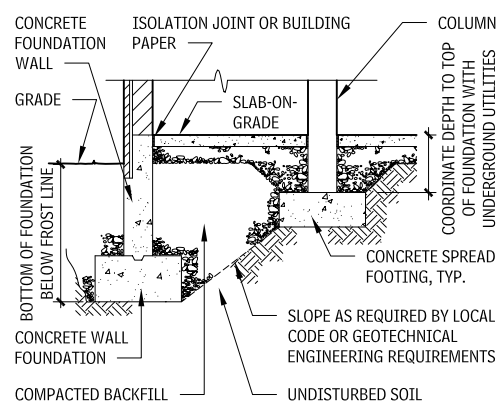 CONCRETE
FOUNDATION
WALL
ISOLATION JOINT OR BUILDING
PAPER
COLUMN
GRADE
SLAB-ON-
GRADE
COORDINATE DEPTH TO TOP
OF FOUNDATION WITH
UNDERGROUND UTILITIES
BOTTOM OF FOUNDATION
BELOW FROST LINE
CONCRETE SPREAD
FOOTING, TYP.
SLOPE AS REQUIRED BY LOCAL
CODE OR GEOTECHNICAL
ENGINEERING REQUIREMENTS
CONCRETE WALL
FOUNDATION
COMPACTED BACKFILL
UNDISTURBED SOIL